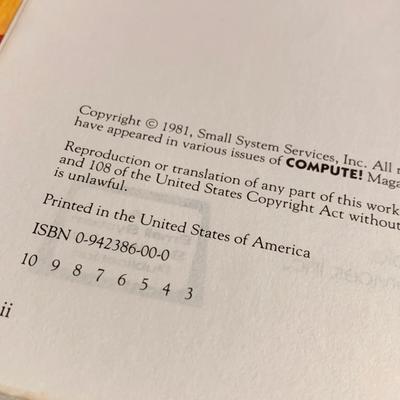 Copyright © 1981, Small System Services, Inc. All
have appeared in various issues of COMPUTE! Maga
Reproduction or translation of any part of this work
and 108 of the United States Copyright Act without
is unlawful.
Printed in the United States of America
ISBN 0-942386-00-0
10 9 8 7 6 5 4 3
ii